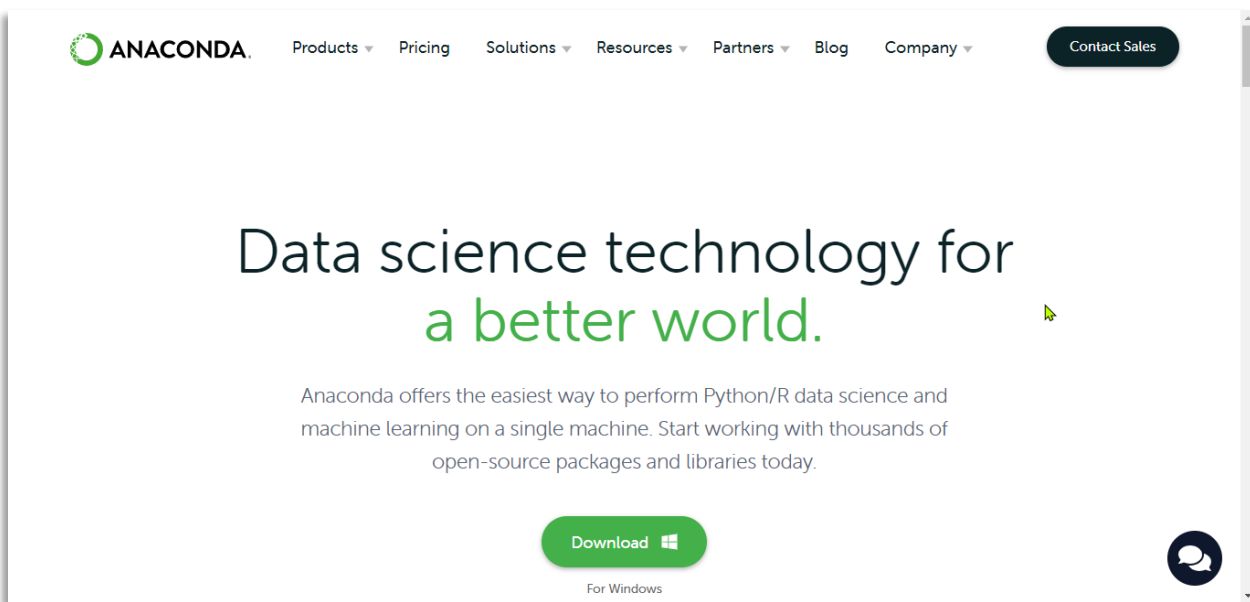 ANACONDA.
Products Pricing Solutions Resources Partners Blog Company
Contact Sales
Data science technology for
a better world.
Anaconda offers the easiest way to perform Python/R data science and
machine learning on a single machine. Start working with thousands of
open-source packages and libraries today.
Download
For Windows